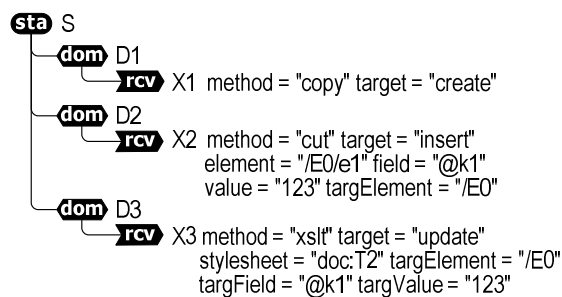 sta S
dom D1
rcv X1 method = "copy" target = "create"
dom D2
rcv X2 method = "cut" target = "insert"
element = "/E0/e1" field = "@k1"
value = "123" targElement = "/E0"
dom D3
rcv X3 method = "xslt" target = "update"
stylesheet = "doc:T2" targElement = "/E0"
targField = "@k1" targValue = "123"